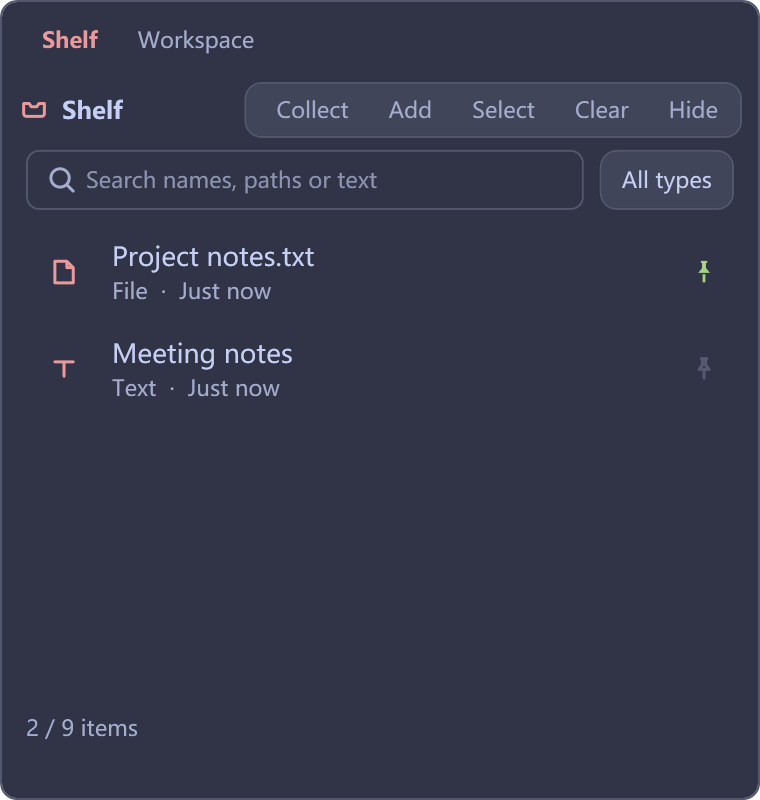 Shelf Workspace
Shelf Collect Add Select Clear Hide
Search names, paths or text All types
Project notes.txt
File · Just now
Meeting notes
Text · Just now
2 / 9 items